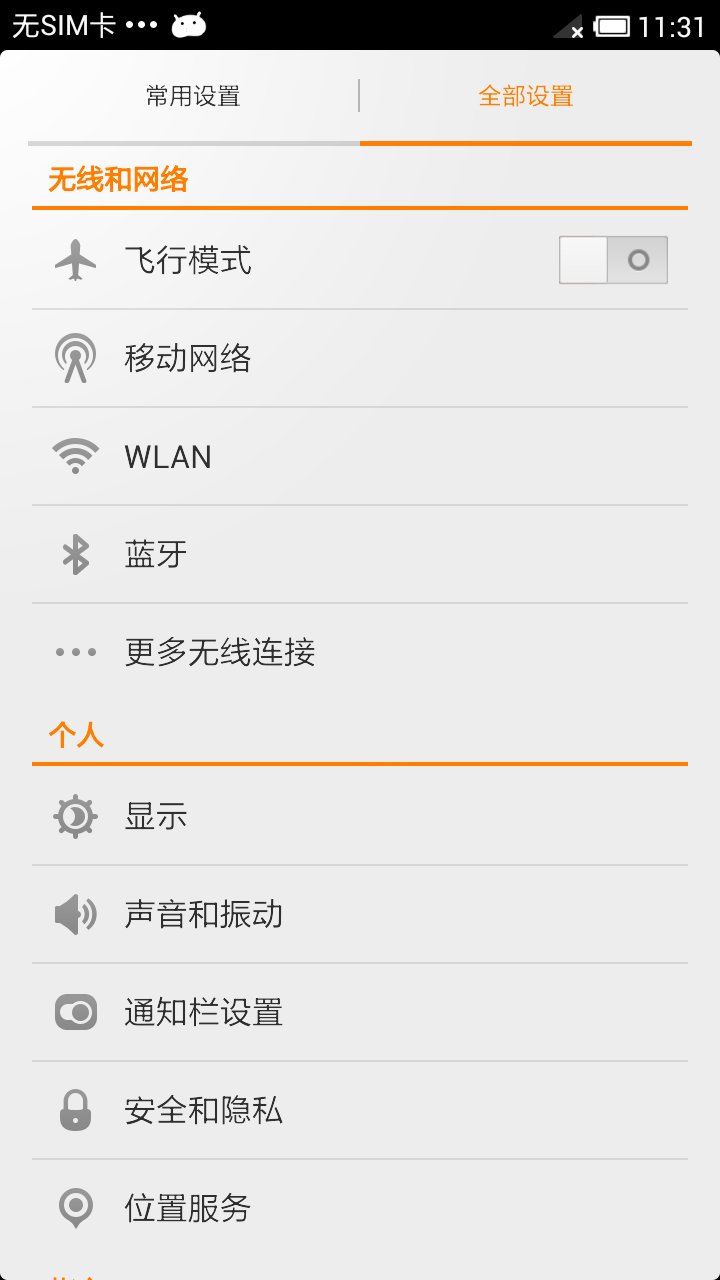 无SIM卡 ••• 11:31
常用设置 全部设置
无线和网络
飞行模式
移动网络
WLAN
蓝牙
更多无线连接
个人
显示
声音和振动
通知栏设置
安全和隐私
位置服务